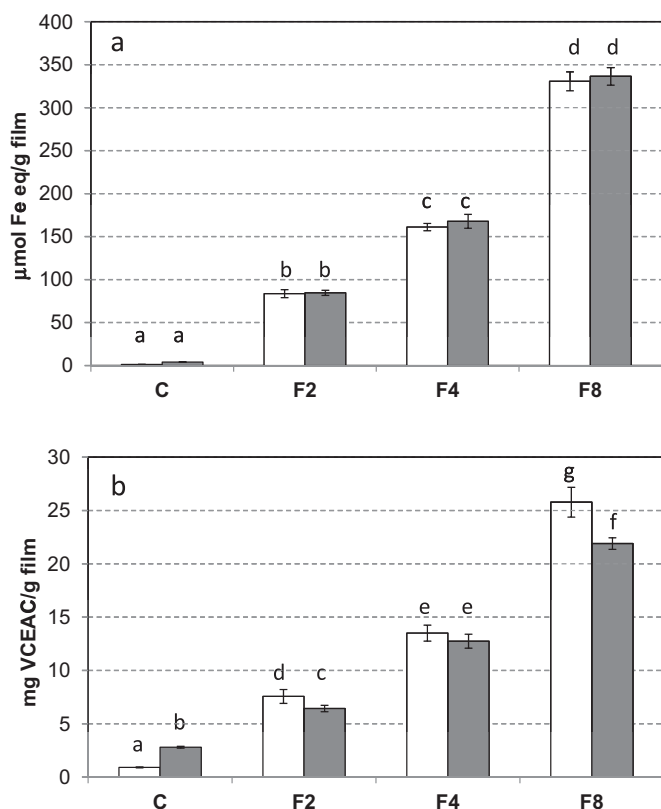 a
400
350
300
250
200
150
100
50
0
µmol Fe eq/g film
a a
b b
c c
d d
C F2 F4 F8
b
30
25
20
15
10
5
0
mg VCEAC/g film
a b
d c
e e
g f
C F2 F4 F8